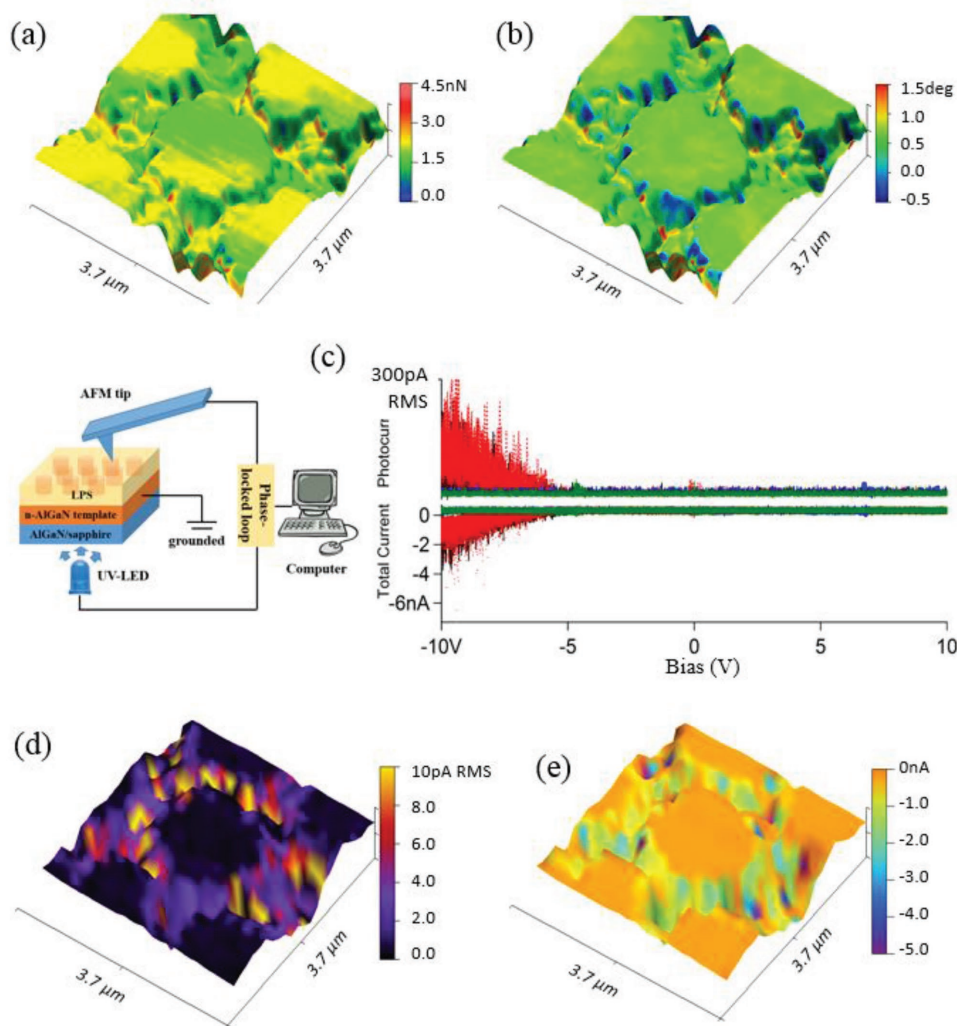 (a)
4.5nN
3.0
1.5
0.0
3.7 µm
3.7 µm
(b)
1.5deg
1.0
0.5
0.0
-0.5
3.7 µm
3.7 µm
AFM tip
LPS
n-AlGaN template
AlGaN/sapphire
UV-LED
grounded
Phase-
locked loop
Computer
(c)
300pA
RMS
Photocurr
Total Current
0
-2
-4
-6nA
-10V
-5
0
5
10
Bias (V)
(d)
10pA RMS
8.0
6.0
4.0
2.0
0.0
3.7 µm
3.7 µm
(e)
0nA
-1.0
-2.0
-3.0
-4.0
-5.0
3.7 µm
3.7 µm